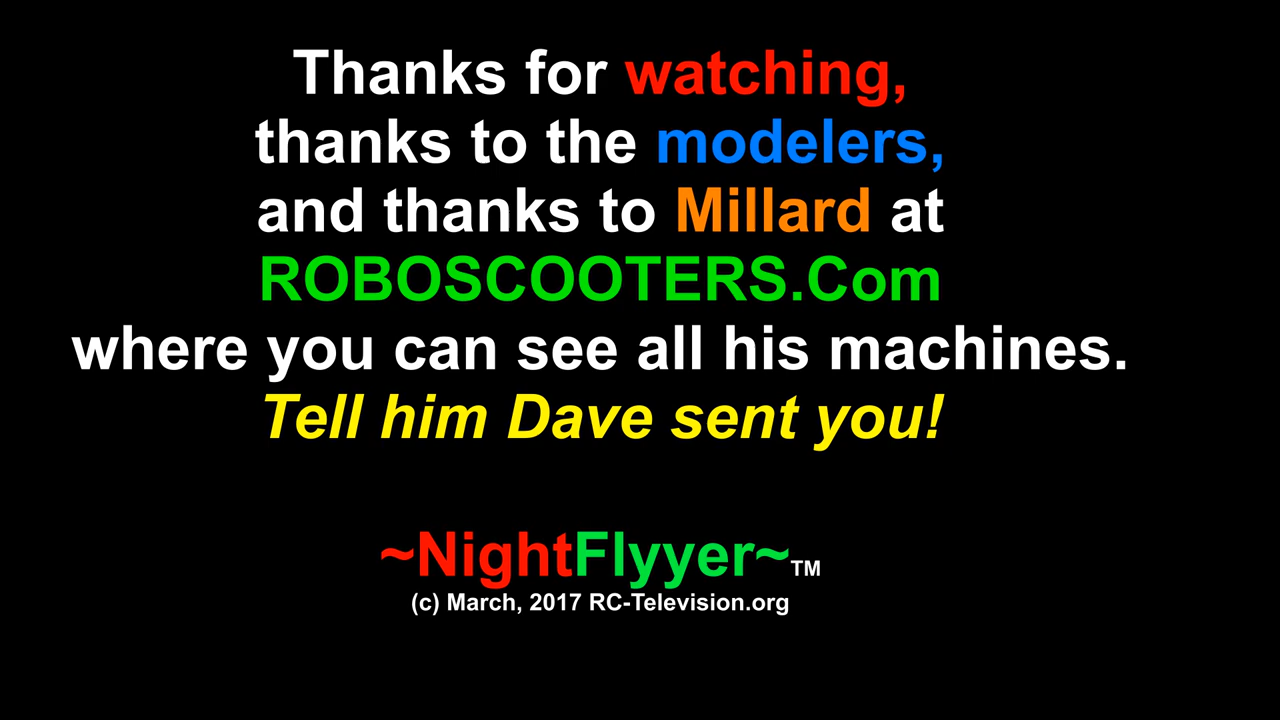 Thanks for watching,
thanks to the modelers,
and thanks to Millard at
ROBOSCOOTERS.Com
where you can see all his machines.
Tell him Dave sent you!
~NightFlyyer~TM
(c) March, 2017 RC-Television.org